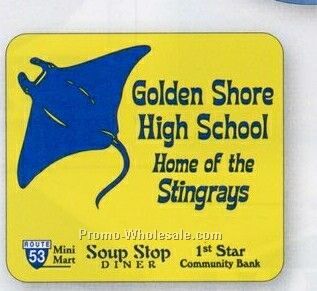 Golden Shore
High School
Home of the
Stingrays
Promo-Wholesale.com
ROUTE
53
Mini
Mart
Soup Stop
DINER
1st Star
Community Bank